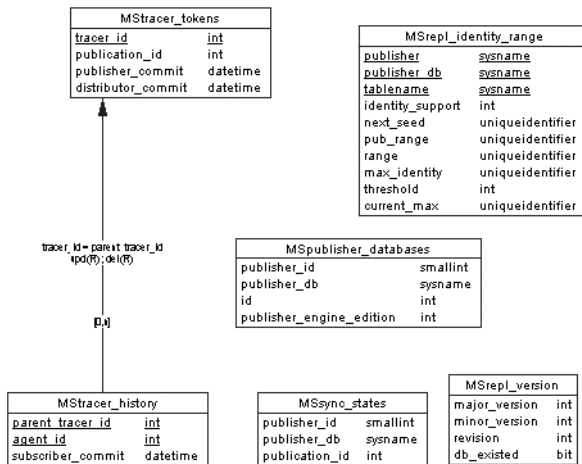 MStracer_tokens
tracer_id int
publication_id int
publisher_commit datetime
distributor_commit datetime
MSrepl_identity_range
publisher sysname
publisher_db sysname
tablename sysname
identity_support int
next_seed uniqueidentifier
pub_range uniqueidentifier
range uniqueidentifier
max_identity uniqueidentifier
threshold int
current_max uniqueidentifier
tracer_id = parent_tracer_id
upd(R); del(R)
[0,n]
MSpublisher_databases
publisher_id smallint
publisher_db sysname
id int
publisher_engine_edition int
MStracer_history
parent_tracer_id int
agent_id int
subscriber_commit datetime
MSsync_states
publisher_id smallint
publisher_db sysname
publication_id int
MSrepl_version
major_version int
minor_version int
revision int
db_existed bit